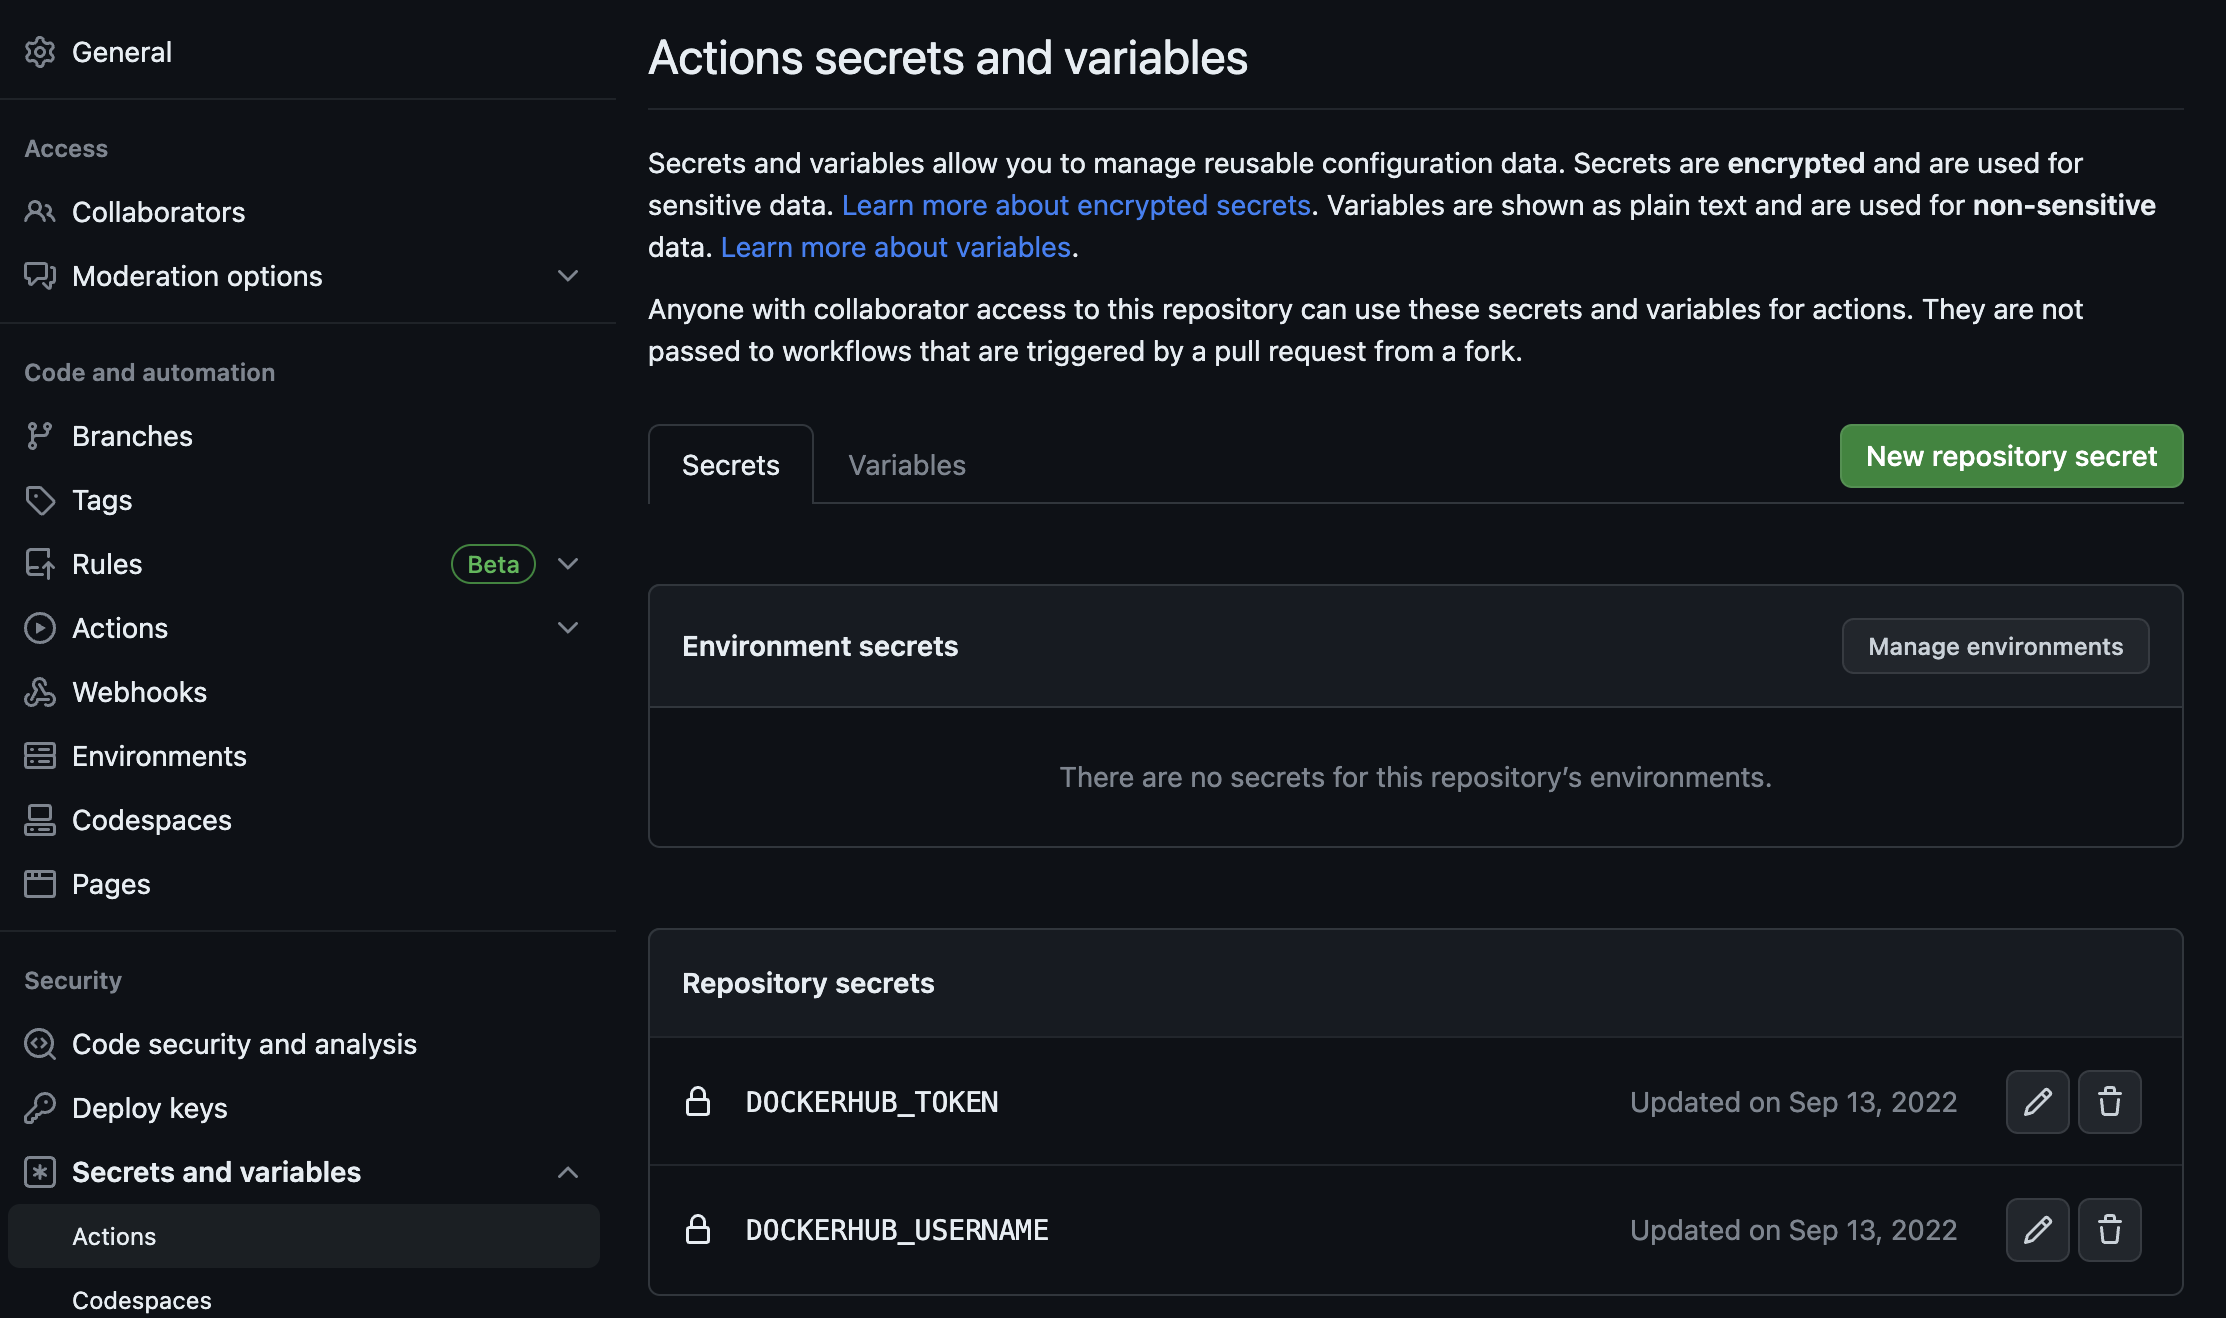 General
Access
Collaborators
Moderation options
Code and automation
Branches
Tags
Rules Beta
Actions
Webhooks
Environments
Codespaces
Pages
Security
Code security and analysis
Deploy keys
Secrets and variables
Actions
Codespaces
Actions secrets and variables
Secrets and variables allow you to manage reusable configuration data. Secrets are encrypted and are used for
sensitive data. Learn more about encrypted secrets. Variables are shown as plain text and are used for non-sensitive
data. Learn more about variables.
Anyone with collaborator access to this repository can use these secrets and variables for actions. They are not
passed to workflows that are triggered by a pull request from a fork.
Secrets Variables New repository secret
Environment secrets Manage environments
There are no secrets for this repository’s environments.
Repository secrets
DOCKERHUB_TOKEN Updated on Sep 13, 2022
DOCKERHUB_USERNAME Updated on Sep 13, 2022